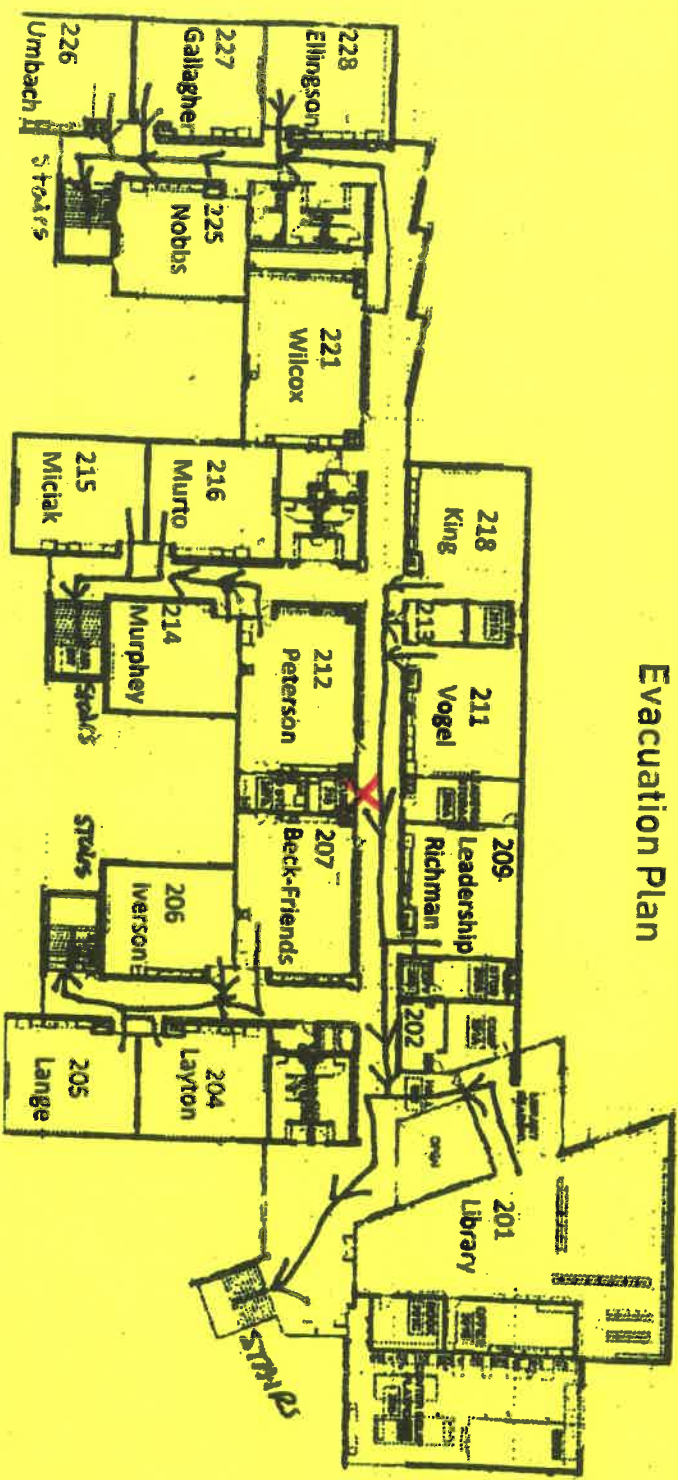 Evacuation Plan
228
Ellingson
227
Gallagher
226
Umbach
stairs
225
Nobbs
221
Wilcox
218
King
213
211
Vogel
209
Leadership
Richman
202
216
Murto
215
Miciak
214
Murphey
stairs
212
Peterson
X
207
Beck-Friends
206
Iverson
stairs
204
Layton
205
Lange
OPEN
201
Library
STAIRS